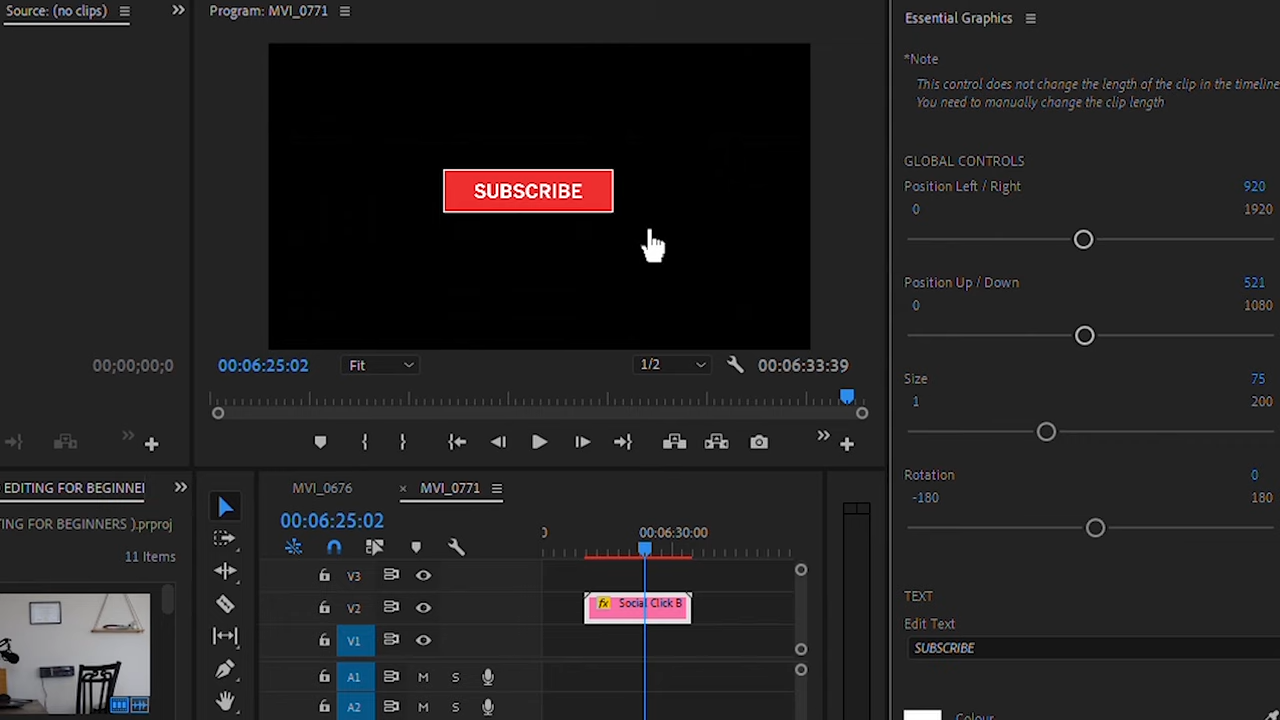 Source: (no clips)
Program: MVI_0771
Essential Graphics
*Note
This control does not change the length of the clip in the timeline
You need to manually change the clip length
GLOBAL CONTROLS
Position Left / Right
920
0
1920
Position Up / Down
521
0
1080
Size
75
1
200
Rotation
0
-180
180
TEXT
Edit Text
SUBSCRIBE
Colour
SUBSCRIBE
00;00;00;0
00:06:25:02
Fit
1/2
00:06:33:39
EDITING FOR BEGINNE
TING FOR BEGINNERS ).prproj
11 Items
MVI_0676
× MVI_0771
00:06:25:02
00:06:30:00
V3
V2
fx Social Click B
V1
A1 M S
A2 M S